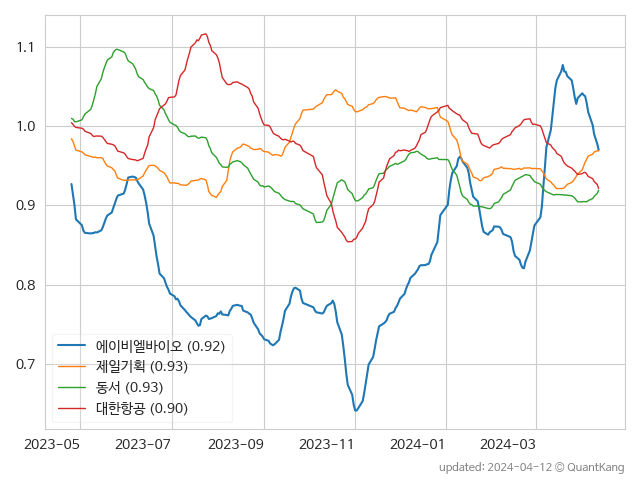 1.1
1.0
0.9
0.8
0.7
에이비엘바이오 (0.92)
제일기획 (0.93)
동서 (0.93)
대한항공 (0.90)
2023-05 2023-07 2023-09 2023-11 2024-01 2024-03
updated: 2024-04-12 © QuantKang